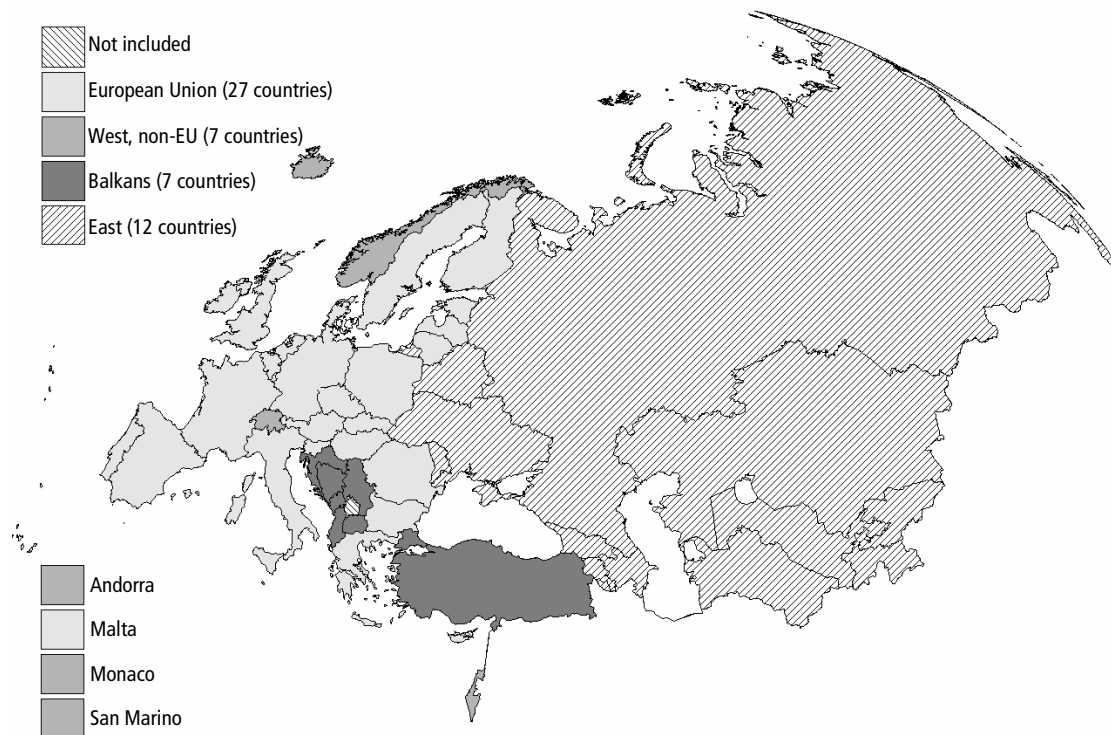 Not included
European Union (27 countries)
West, non-EU (7 countries)
Balkans (7 countries)
East (12 countries)
Andorra
Malta
Monaco
San Marino